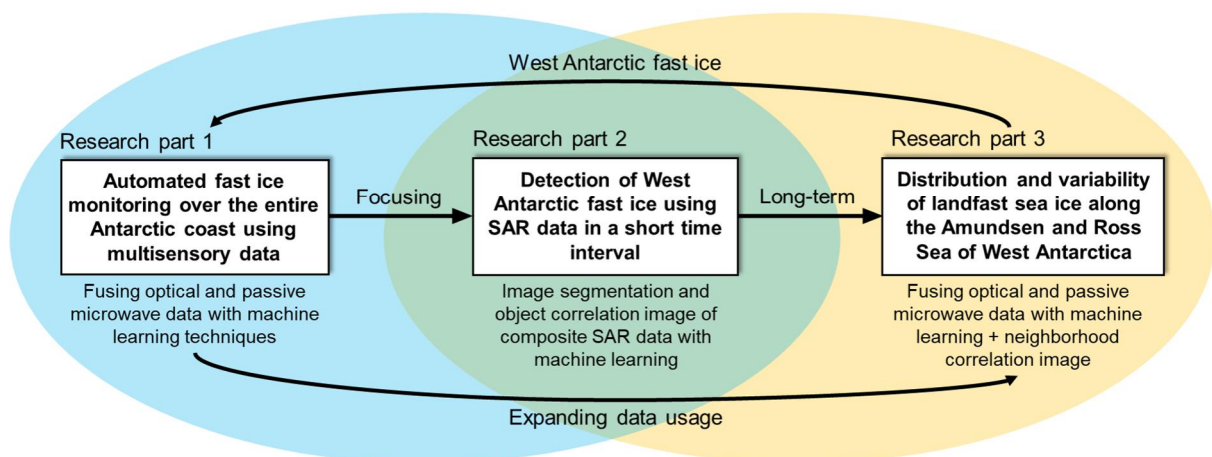 West Antarctic fast ice
Research part 1
Automated fast ice
monitoring over the entire
Antarctic coast using
multisensory data
Fusing optical and passive
microwave data with machine
learning techniques
Focusing
Research part 2
Detection of West
Antarctic fast ice using
SAR data in a short time
interval
Image segmentation and
object correlation image of
composite SAR data with
machine learning
Long-term
Research part 3
Distribution and variability
of landfast sea ice along
the Amundsen and Ross
Sea of West Antarctica
Fusing optical and passive
microwave data with machine
learning + neighborhood
correlation image
Expanding data usage